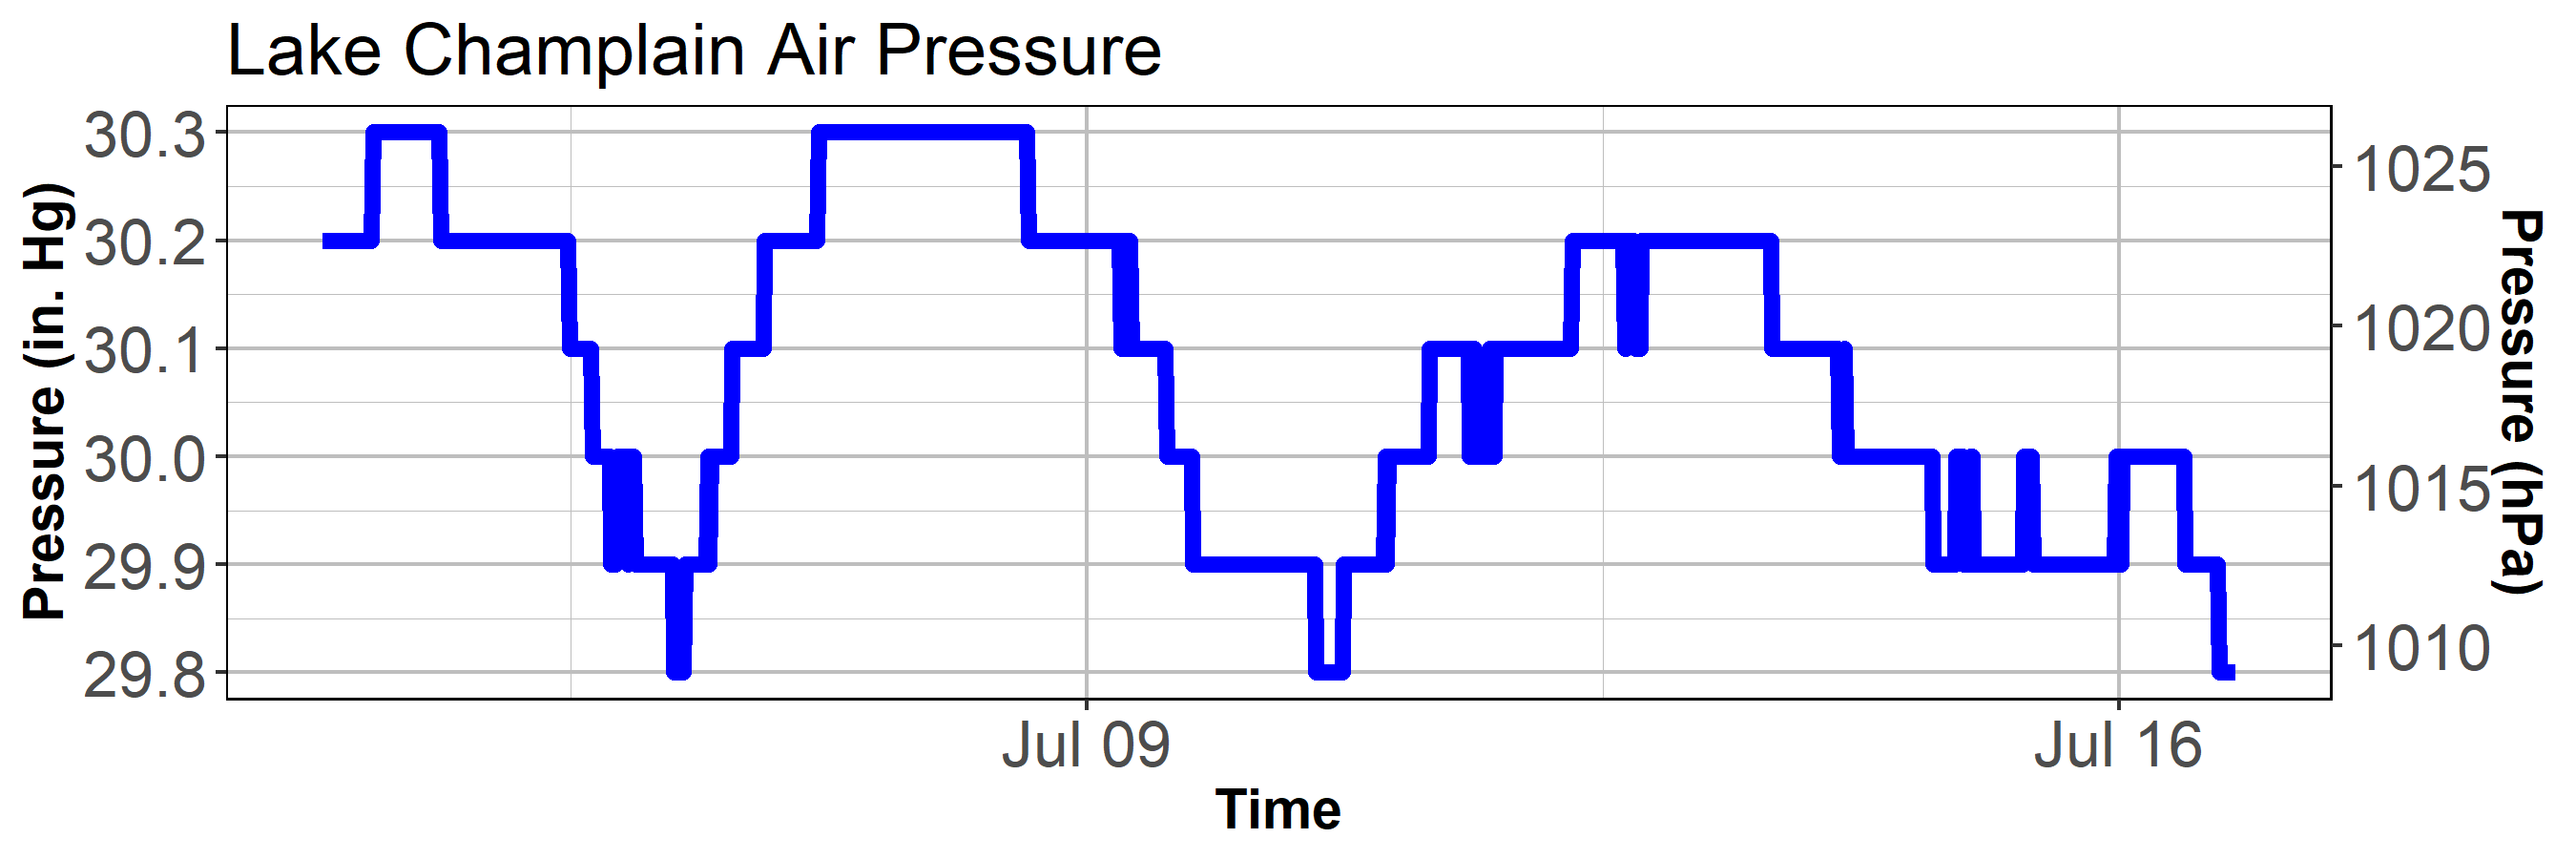 Lake Champlain Air Pressure
Pressure (in. Hg)
30.3
30.2
30.1
30.0
29.9
29.8
1025
1020
1015
1010
Pressure (hPa)
Jul 09
Jul 16
Time